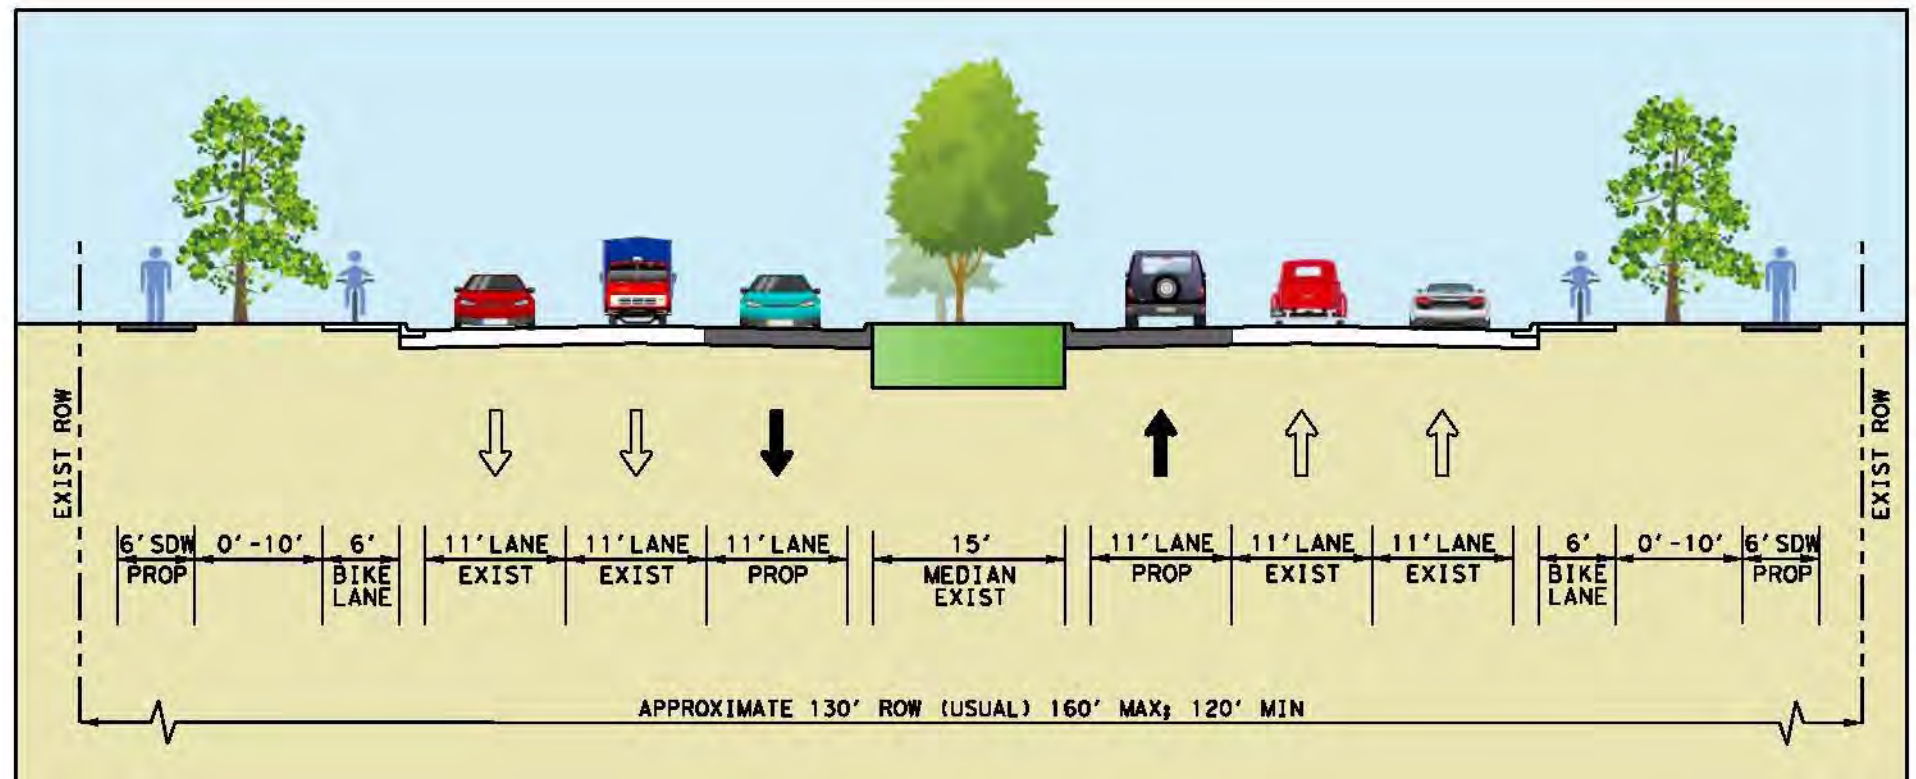 EXIST ROW
6' SDW
PROP
0'-10'
6'
BIKE
LANE
11' LANE
EXIST
11' LANE
EXIST
11' LANE
PROP
15'
MEDIAN
EXIST
11' LANE
PROP
11' LANE
EXIST
11' LANE
EXIST
6'
BIKE
LANE
0'-10'
6' SDW
PROP
EXIST ROW
APPROXIMATE 130' ROW (USUAL) 160' MAX; 120' MIN